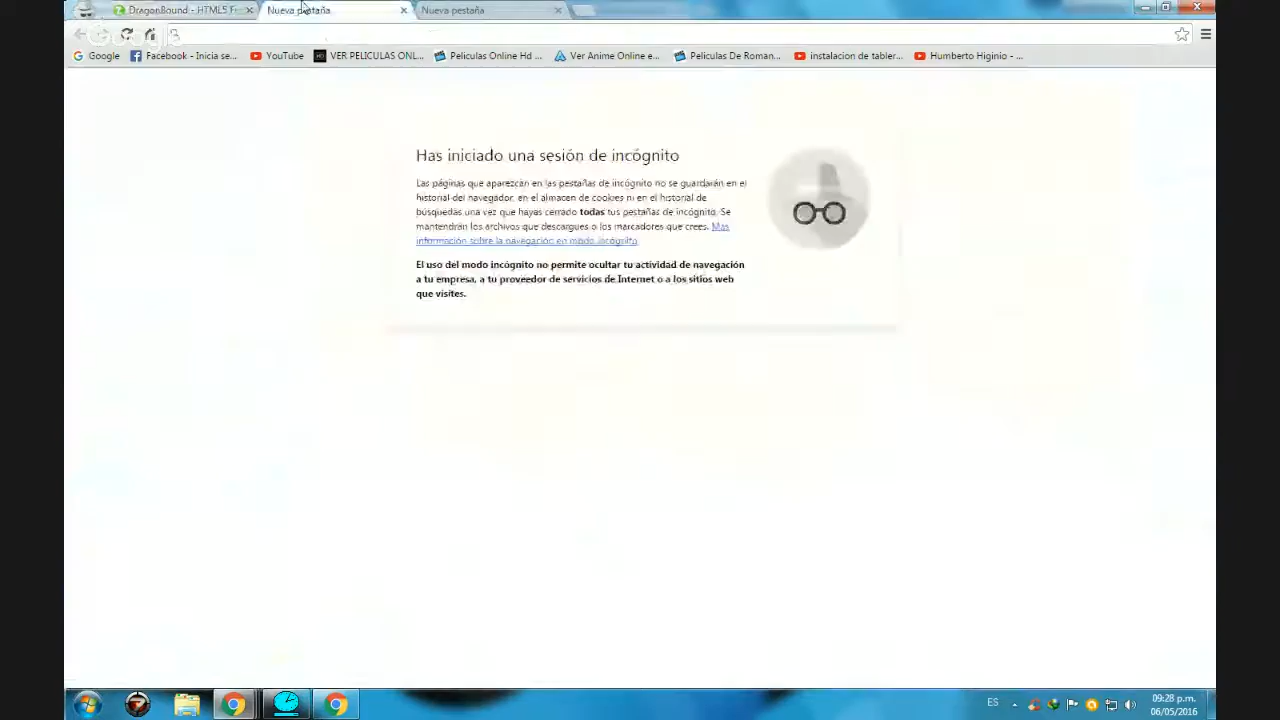 DragonBound - HTML5 F
Nueva pestaña
Nueva pestaña
Google
Google
Facebook - Inicia se...
YouTube
VER PELICULAS ONL...
Peliculas Online Hd ...
Ver Anime Online e...
Peliculas De Roman...
instalacion de tabler...
Humberto Higinio - ...
Has iniciado una sesión de incógnito
Las páginas que aparezcan en las pestañas de incógnito no se guardarán en el
historial del navegador, en el almacén de cookies ni en el historial de
búsquedas una vez que hayas cerrado todas tus pestañas de incógnito. Se
mantendrán los archivos que descargues o los marcadores que crees. Más
información sobre la navegación en modo incógnito
El uso del modo incógnito no permite ocultar tu actividad de navegación
a tu empresa, a tu proveedor de servicios de Internet o a los sitios web
que visites.
ES
09:28 p.m.
06/05/2016